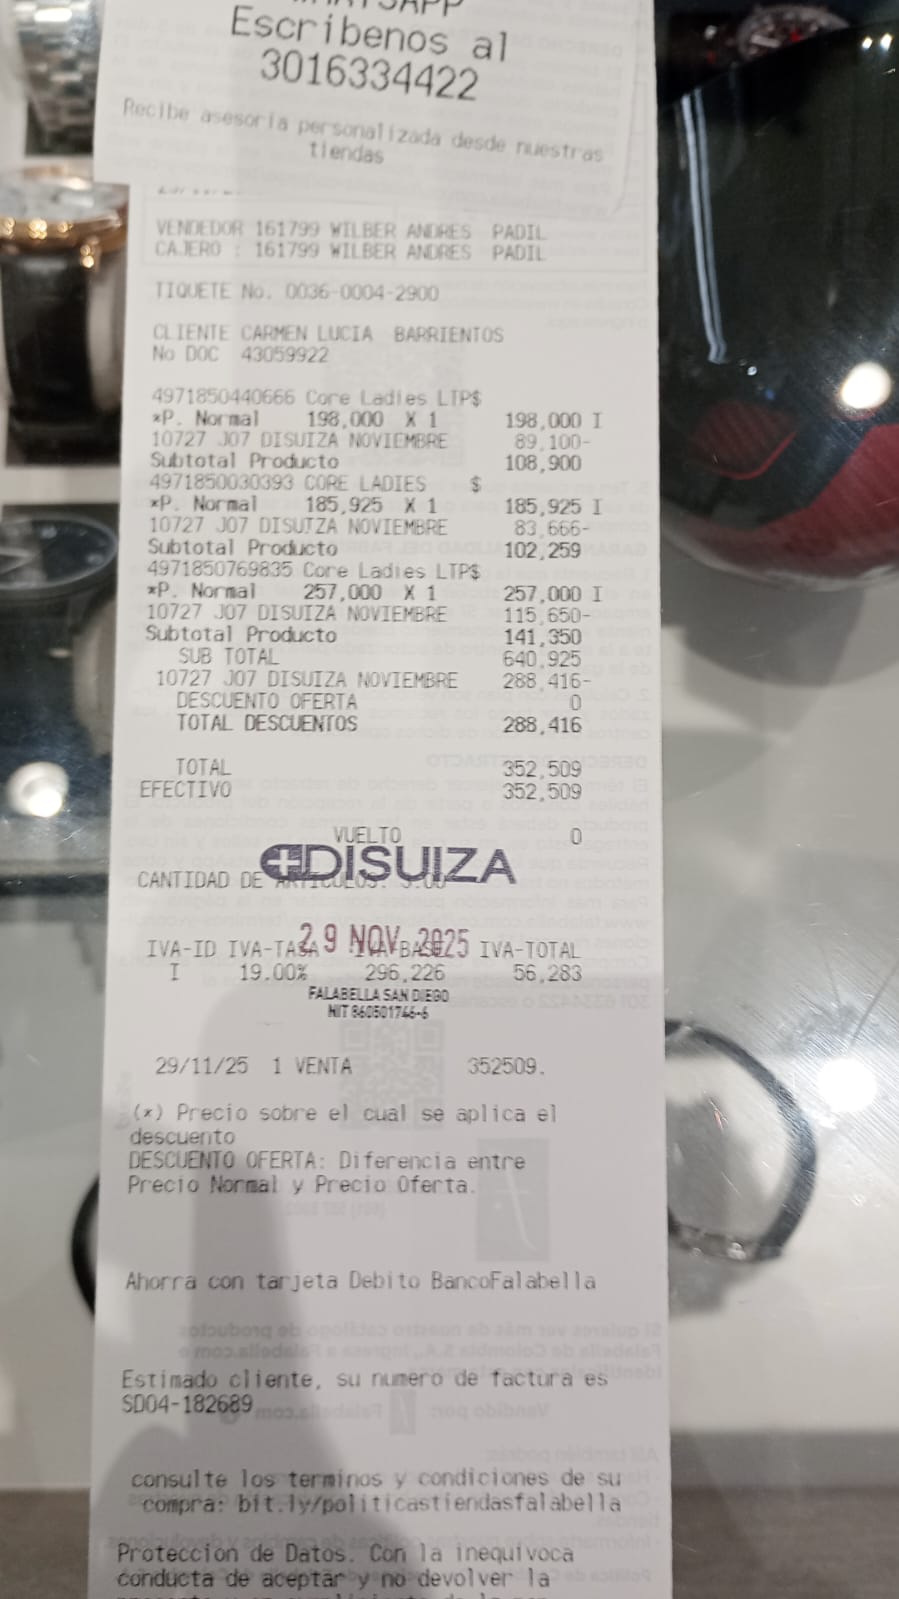 Escribenos al
3016334422
Recibe asesoria personalizada desde nuestras
tiendas
VENDEDOR 161799 WILBER ANDRES PADIL
CAJERO : 161799 WILBER ANDRES PADIL
TIQUETE No. 0036-0004-2900
CLIENTE CARMEN LUCIA BARRIENTOS
No DOC 43059922
4971850440666 Core Ladies LTP$
*P. Normal 198,000 X 1 198,000 I
10727 J07 DISUIZA NOVIEMBRE 89,100-
Subtotal Producto 108,900
4971850030393 CORE LADIES $
*P. Normal 185,925 X 1 185,925 I
10727 J07 DISUIZA NOVIEMBRE 83,666-
Subtotal Producto 102,259
4971850769835 Core Ladies LTP$
*P. Normal 257,000 X 1 257,000 I
10727 J07 DISUIZA NOVIEMBRE 115,650-
Subtotal Producto 141,350
SUB TOTAL 640,925
10727 J07 DISUIZA NOVIEMBRE 288,416-
DESCUENTO OFERTA 0
TOTAL DESCUENTOS 288,416
TOTAL 352,509
EFECTIVO 352,509
VUELTO 0
DISUIZA
CANTIDAD DE ARTICULOS: 3.00
29 NOV. 2025
IVA-ID IVA-TASA IVA-BASE IVA-TOTAL
I 19.00% 296,226 56,283
FALABELLA SAN DIEGO
NIT 860501746-6
29/11/25 1 VENTA 352509.
(*) Precio sobre el cual se aplica el
descuento
DESCUENTO OFERTA: Diferencia entre
Precio Normal y Precio Oferta.
Ahorra con tarjeta Debito BancoFalabella
Estimado cliente, su numero de factura es
SD04-182689
consulte los terminos y condiciones de su
compra: bit.ly/politicastiendasfalabella
Proteccion de Datos. Con la inequivoca
conducta de aceptar y no devolver la